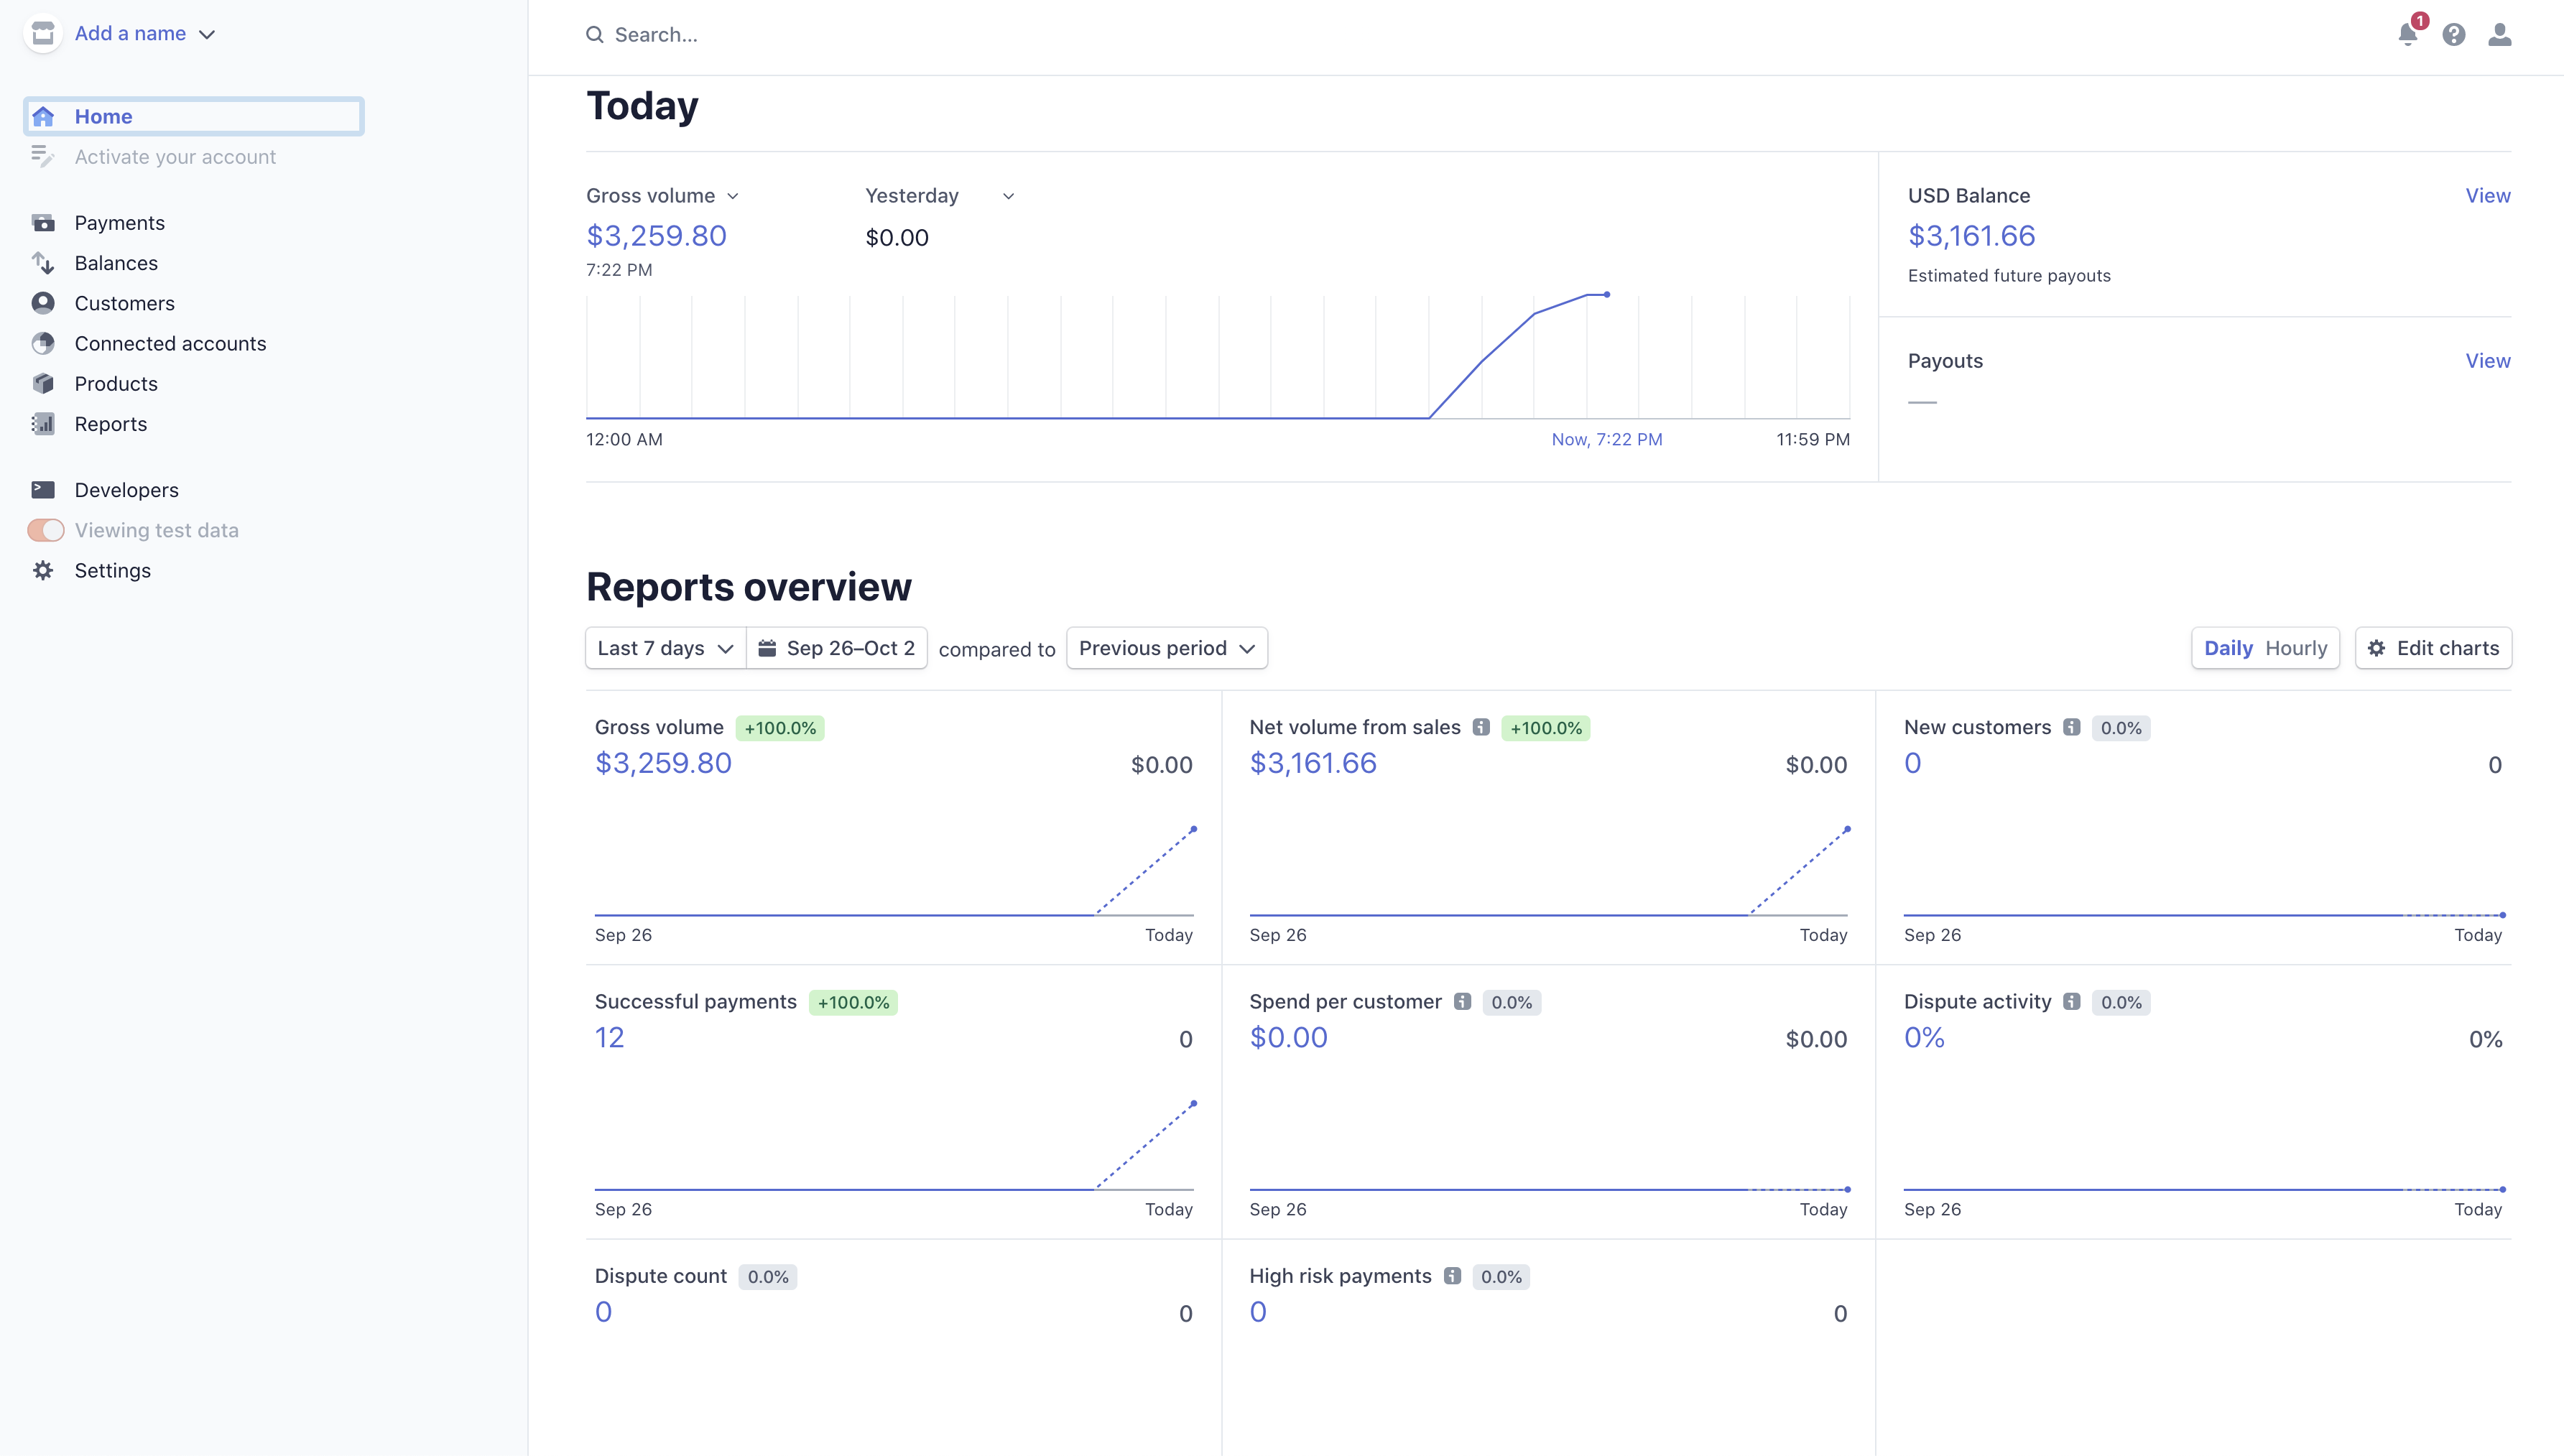 Add a name
Home
Activate your account
Payments
Balances
Customers
Connected accounts
Products
Reports
Developers
Viewing test data
Settings
Search...
1
Today
Gross volume
$3,259.80
7:22 PM
Yesterday
$0.00
12:00 AM
Now, 7:22 PM
11:59 PM
USD Balance
View
$3,161.66
Estimated future payouts
Payouts
View
—
Reports overview
Last 7 days
Sep 26–Oct 2
compared to
Previous period
Daily Hourly
Edit charts
Gross volume +100.0%
$3,259.80
$0.00
Sep 26
Today
Net volume from sales +100.0%
$3,161.66
$0.00
Sep 26
Today
New customers 0.0%
0
0
Sep 26
Today
Successful payments +100.0%
12
0
Sep 26
Today
Spend per customer 0.0%
$0.00
$0.00
Sep 26
Today
Dispute activity 0.0%
0%
0%
Sep 26
Today
Dispute count 0.0%
0
0
High risk payments 0.0%
0
0